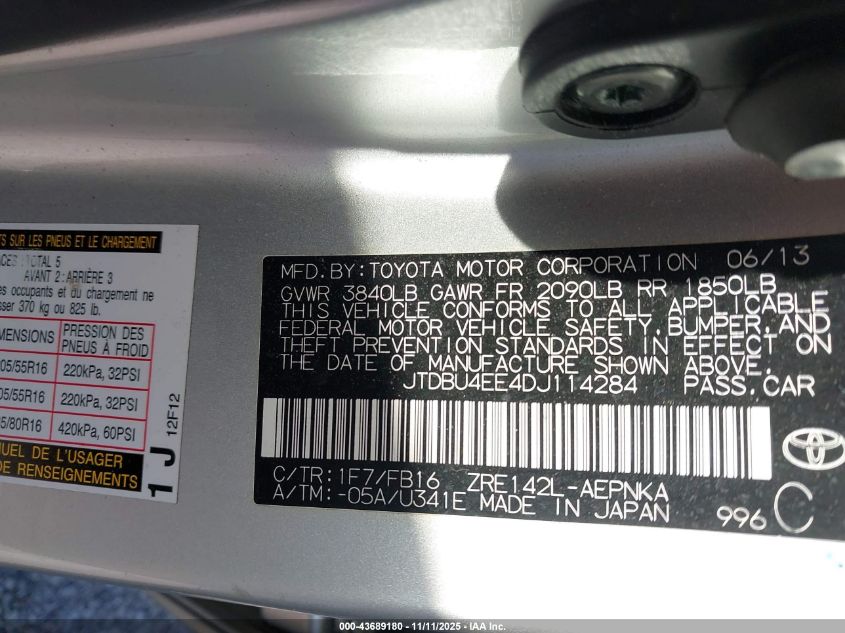 TS SUR LES PNEUS ET LE CHARGEMENT
TOTAL 5
AVANT 2 : ARRIÈRE 3
es occupants et du chargement ne
sser 370 kg ou 825 lb.
MENSIONS PRESSION DES PNEUS À FROID
05/55R16 220kPa, 32PSI
05/55R16 220kPa, 32PSI
5/80R16 420kPa, 60PSI
NUEL DE L'USAGER
DE RENSEIGNEMENTS
1 J 12F12
MFD. BY: TOYOTA MOTOR CORPORATION 06/13
GVWR 3840LB GAWR FR 2090LB RR 1850LB
THIS VEHICLE CONFORMS TO ALL APPLICABLE
FEDERAL MOTOR VEHICLE SAFETY, BUMPER, AND
THEFT PREVENTION STANDARDS IN EFFECT ON
THE DATE OF MANUFACTURE SHOWN ABOVE.
JTDBU4EE4DJ114284 PASS. CAR
C/TR: 1F7/FB16 ZRE142L-AEPNKA
A/TM: -05A/U341E MADE IN JAPAN
996 C
000-43689180 - 11/11/2025 - IAA Inc.